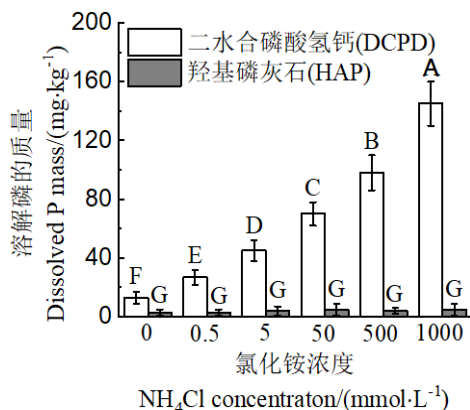 二水合磷酸氢钙(DCPD)
羟基磷灰石(HAP)
溶解磷的质量
Dissolved P mass/(mg·kg⁻¹)
200
160
120
80
40
0
F G E G D G C G B G A G
0 0.5 5 50 500 1000
氯化铵浓度
NH₄Cl concentraton/(mmol·L⁻¹)